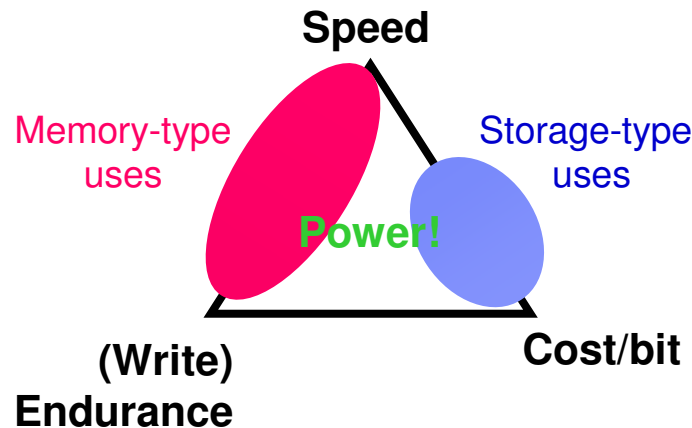 Speed
Memory-type
uses
Storage-type
uses
Power!
(Write)
Endurance
Cost/bit